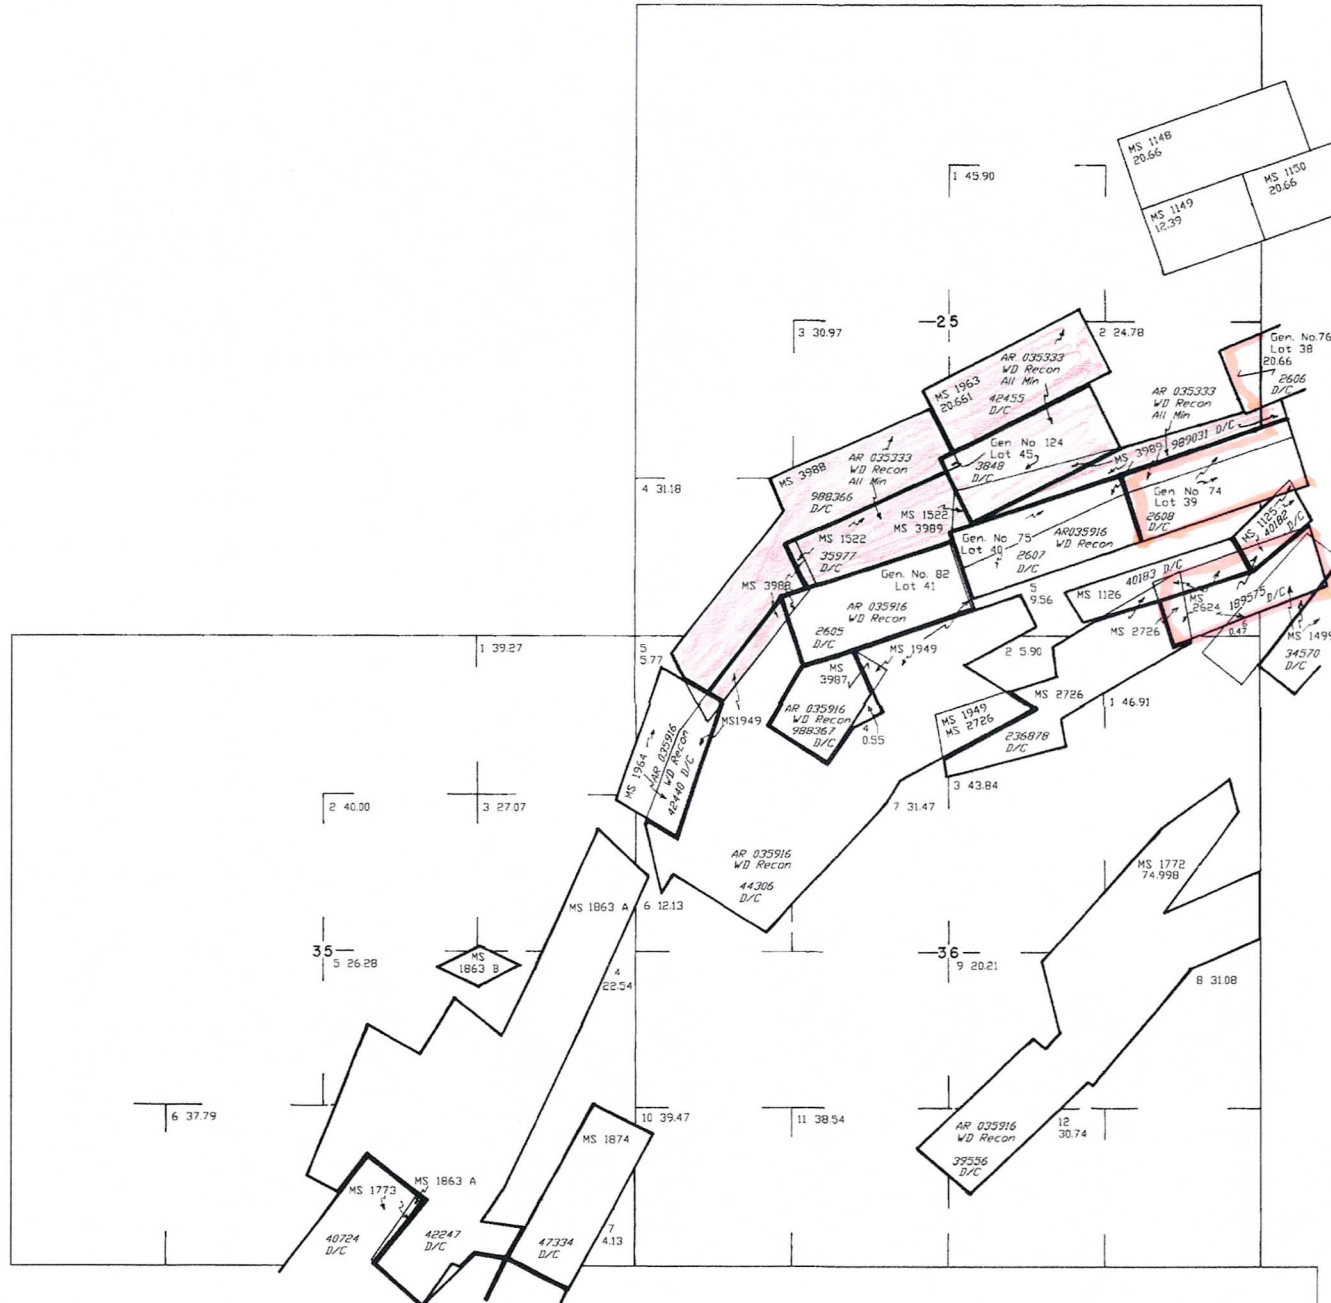 MS 1148
20.66
MS 1150
20.66
MS 1149
12.39
1 45.90
3 30.97
25
2 24.78
Gen. No.76
Lot 38
20.66
2606
D/C
AR 035333
WD Recon
All Min
MS 1963
20.661
42455
D/C
AR 035333
WD Recon
All Min
989031 D/C
MS 3989
Gen. No 124
Lot 45
3848
D/C
MS 3988
AR 035333
WD Recon
All Min
988366
D/C
4 31.18
MS 1522
MS 3989
MS 1522
35977
D/C
Gen. No 74
Lot 39
2608
D/C
MS 1125
40182
D/C
Gen. No 75
Lot 40
2607
D/C
AR035916
WD Recon
MS 3988
Gen. No. 82
Lot 41
AR 035916
WD Recon
2605
D/C
5
9.56
40183 D/C
MS 1126
MS
2624
189575
D/C
MS 2726
6
0.47
MS 1499
34570
D/C
1 39.27
5
5.77
MS 1949
2 5.90
MS
3987
AR 035916
WD Recon
988367
D/C
4
0.55
MS1949
MS 2726
1 46.91
MS 1949
MS 2726
236878
D/C
MS 1964
AR 035916
WD Recon
42440 D/C
2 40.00
3 27.07
7 31.47
3 43.84
AR 035916
WD Recon
44306
D/C
MS 1772
74.998
MS 1863 A
6 12.13
35
5 26.28
MS
1863 B
4
22.54
36
9 20.21
8 31.08
6 37.79
10 39.47
11 38.54
12
30.74
MS 1874
AR 035916
WD Recon
39556
D/C
MS 1773
MS 1863 A
40724
D/C
42247
D/C
47334
D/C
7
4.13